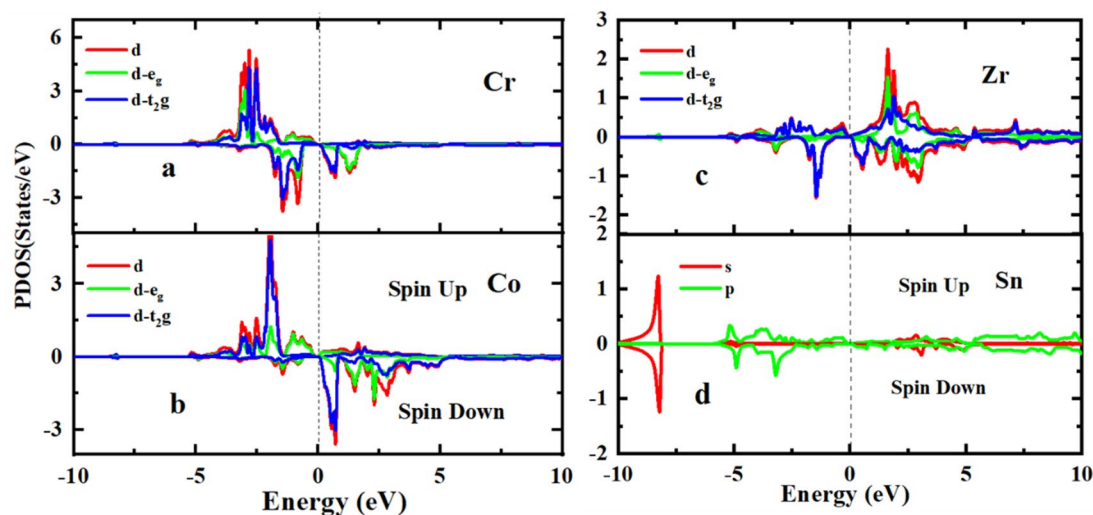 PDOS(States/eV)
6
3
0
-3
d
d-eg
d-t2g
Cr
a
3
0
-3
d
d-eg
d-t2g
Spin Up
Co
b
Spin Down
-10
-5
0
5
10
Energy (eV)
3
2
1
0
-1
-2
d
d-eg
d-t2g
Zr
c
2
1
0
-1
-2
s
p
Spin Up
Sn
d
Spin Down
-10
-5
0
5
10
Energy (eV)